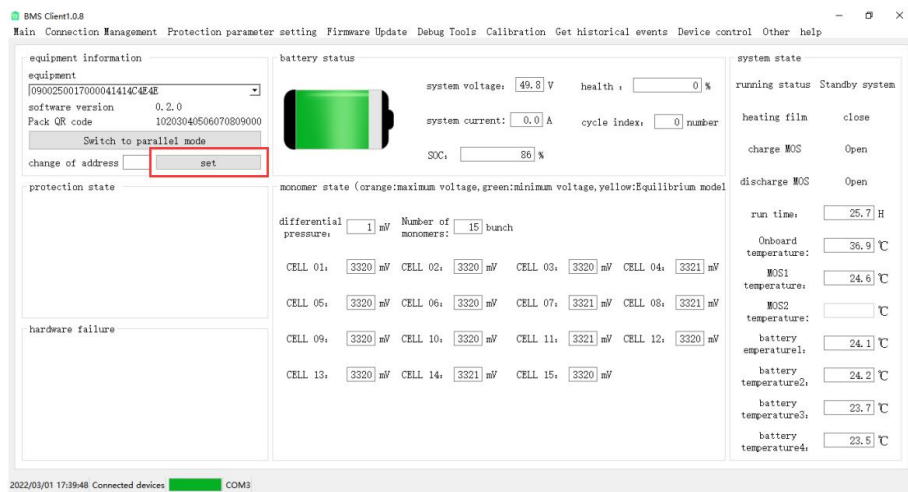 BMS Client1.0.8
Main Connection Management Protection parameter setting Firmware Update Debug Tools Calibration Get historical events Device control Other help
equipment information
equipment
0900250017000041414C4E4E
software version 0.2.0
Pack QR code 10203040506070809000
Switch to parallel mode
change of address set
protection state
hardware failure
battery status
system voltage: 49.8 V health : 0 %
system current: 0.0 A cycle index: 0 number
SOC: 86 %
monomer state (orange:maximum voltage,green:minimum voltage,yellow:Equilibrium model
differential pressure: 1 mV Number of monomers: 15 bunch
CELL 01: 3320 mV CELL 02: 3320 mV CELL 03: 3320 mV CELL 04: 3321 mV
CELL 05: 3320 mV CELL 06: 3320 mV CELL 07: 3321 mV CELL 08: 3321 mV
CELL 09: 3320 mV CELL 10: 3320 mV CELL 11: 3321 mV CELL 12: 3320 mV
CELL 13: 3320 mV CELL 14: 3321 mV CELL 15: 3320 mV
system state
running status Standby system
heating film close
charge MOS Open
discharge MOS Open
run time: 25.7 H
Onboard
temperature: 36.9 ℃
MOS1
temperature: 24.6 ℃
MOS2
temperature: ℃
battery
emperature1: 24.1 ℃
battery
temperature2: 24.2 ℃
battery
temperature3: 23.7 ℃
battery
temperature4: 23.5 ℃
2022/03/01 17:39:48 Connected devices COM3